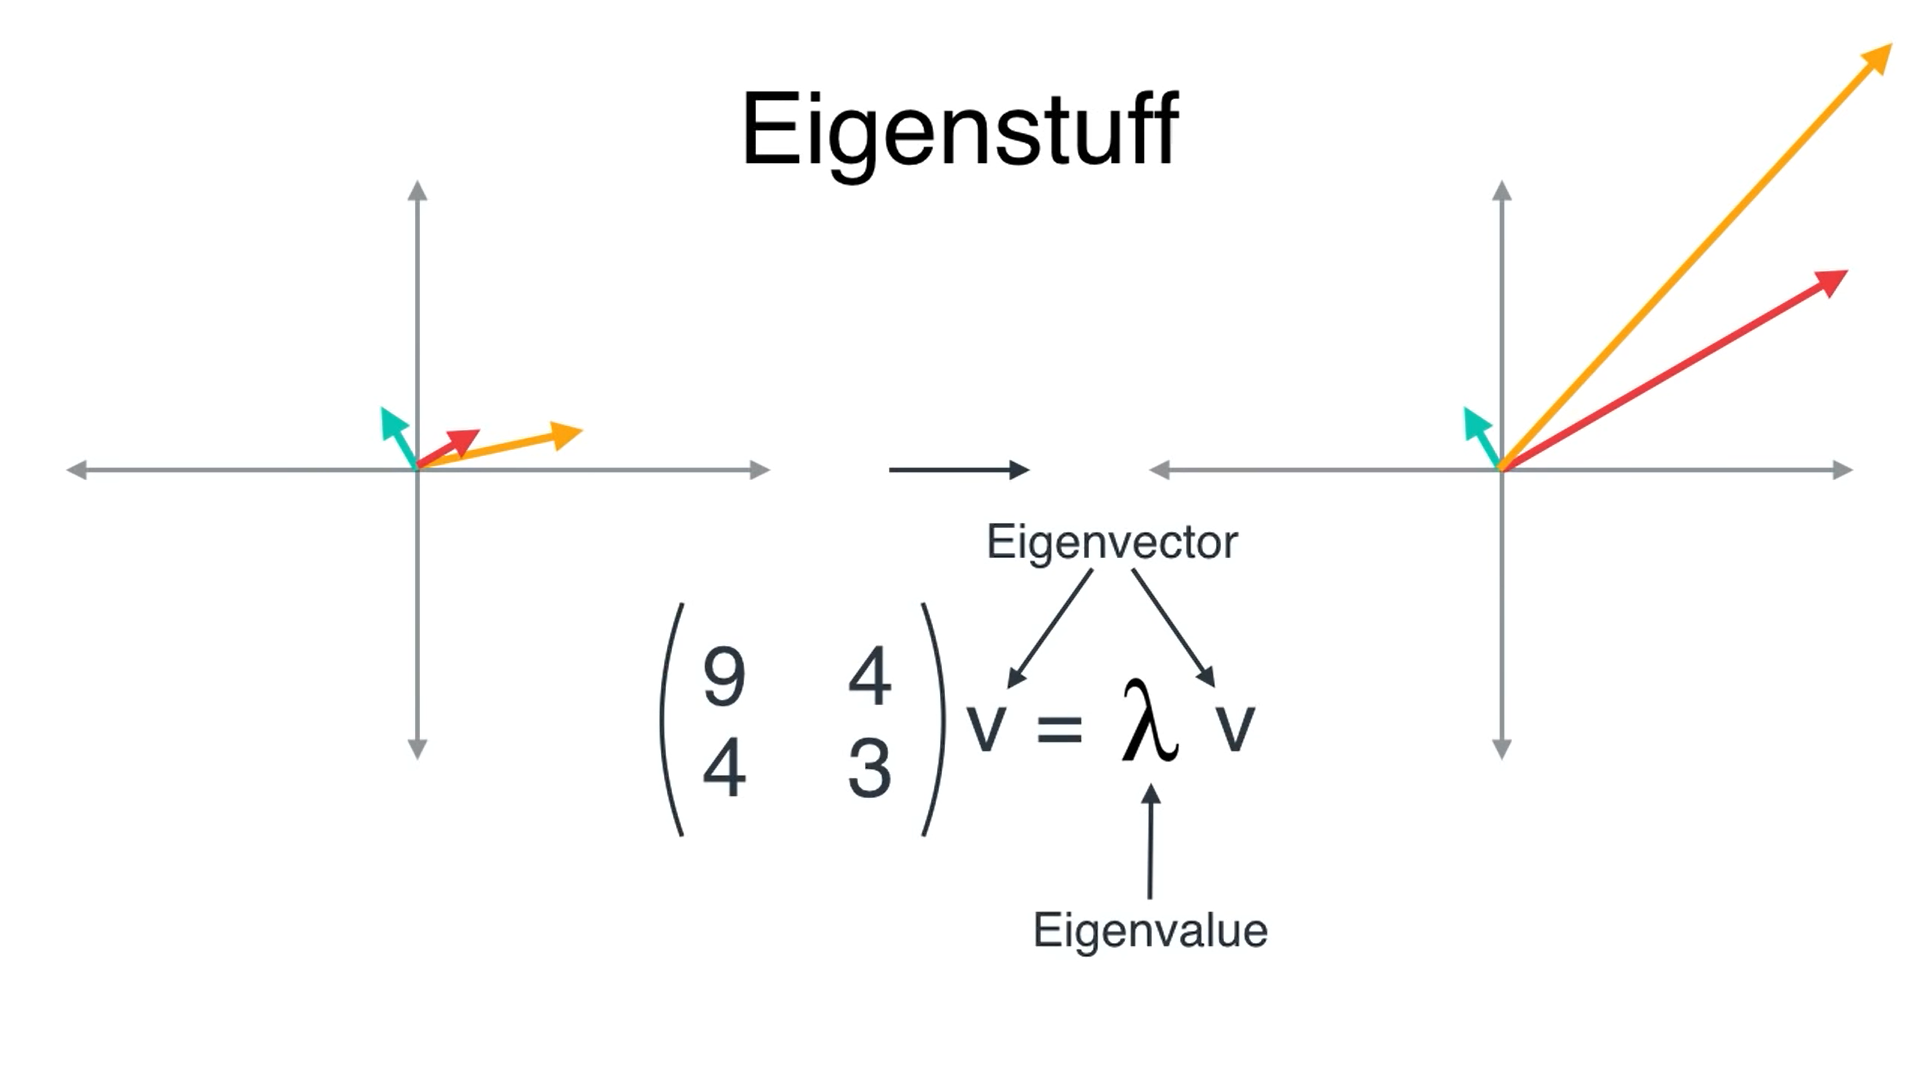 Eigenstuff
Eigenvector
9 4
4 3
v = λ v
Eigenvalue